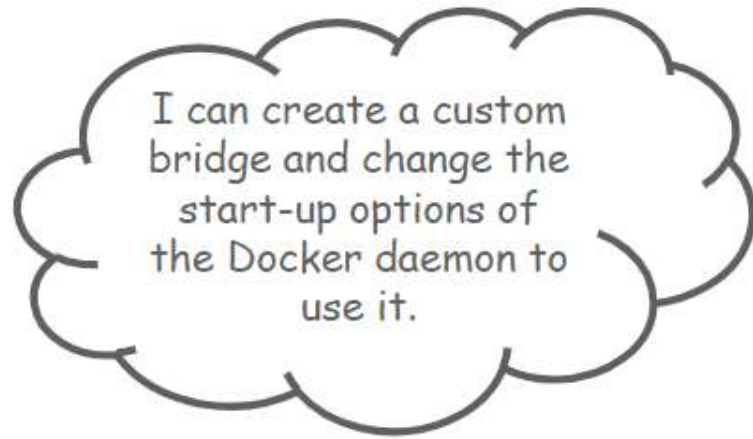 I can create a custom
bridge and change the
start-up options of
the Docker daemon to
use it.